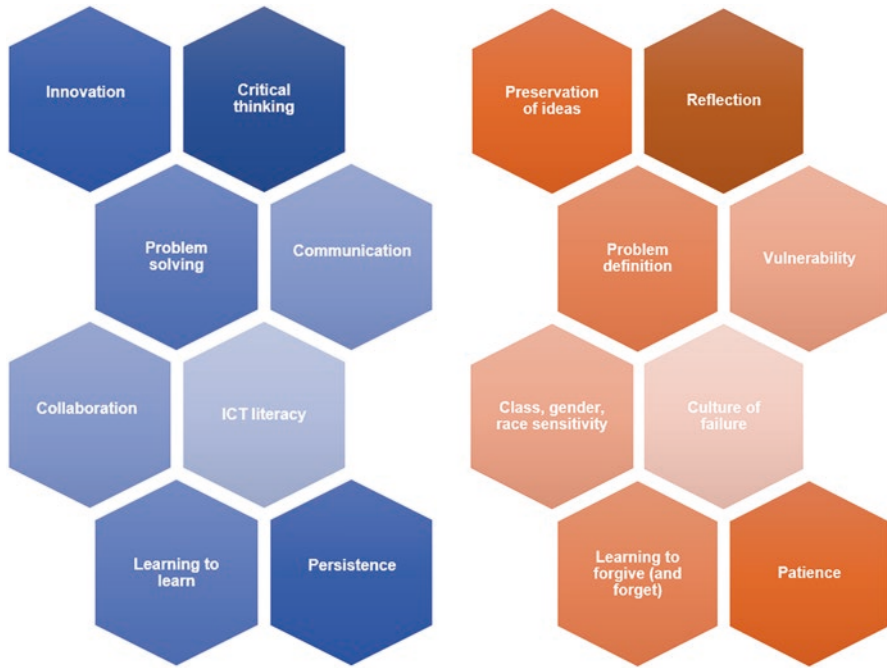 Innovation
Critical
thinking
Problem
solving
Communication
Collaboration
ICT literacy
Learning to
learn
Persistence
Preservation
of ideas
Reflection
Problem
definition
Vulnerability
Class, gender,
race sensitivity
Culture of
failure
Learning to
forgive (and
forget)
Patience